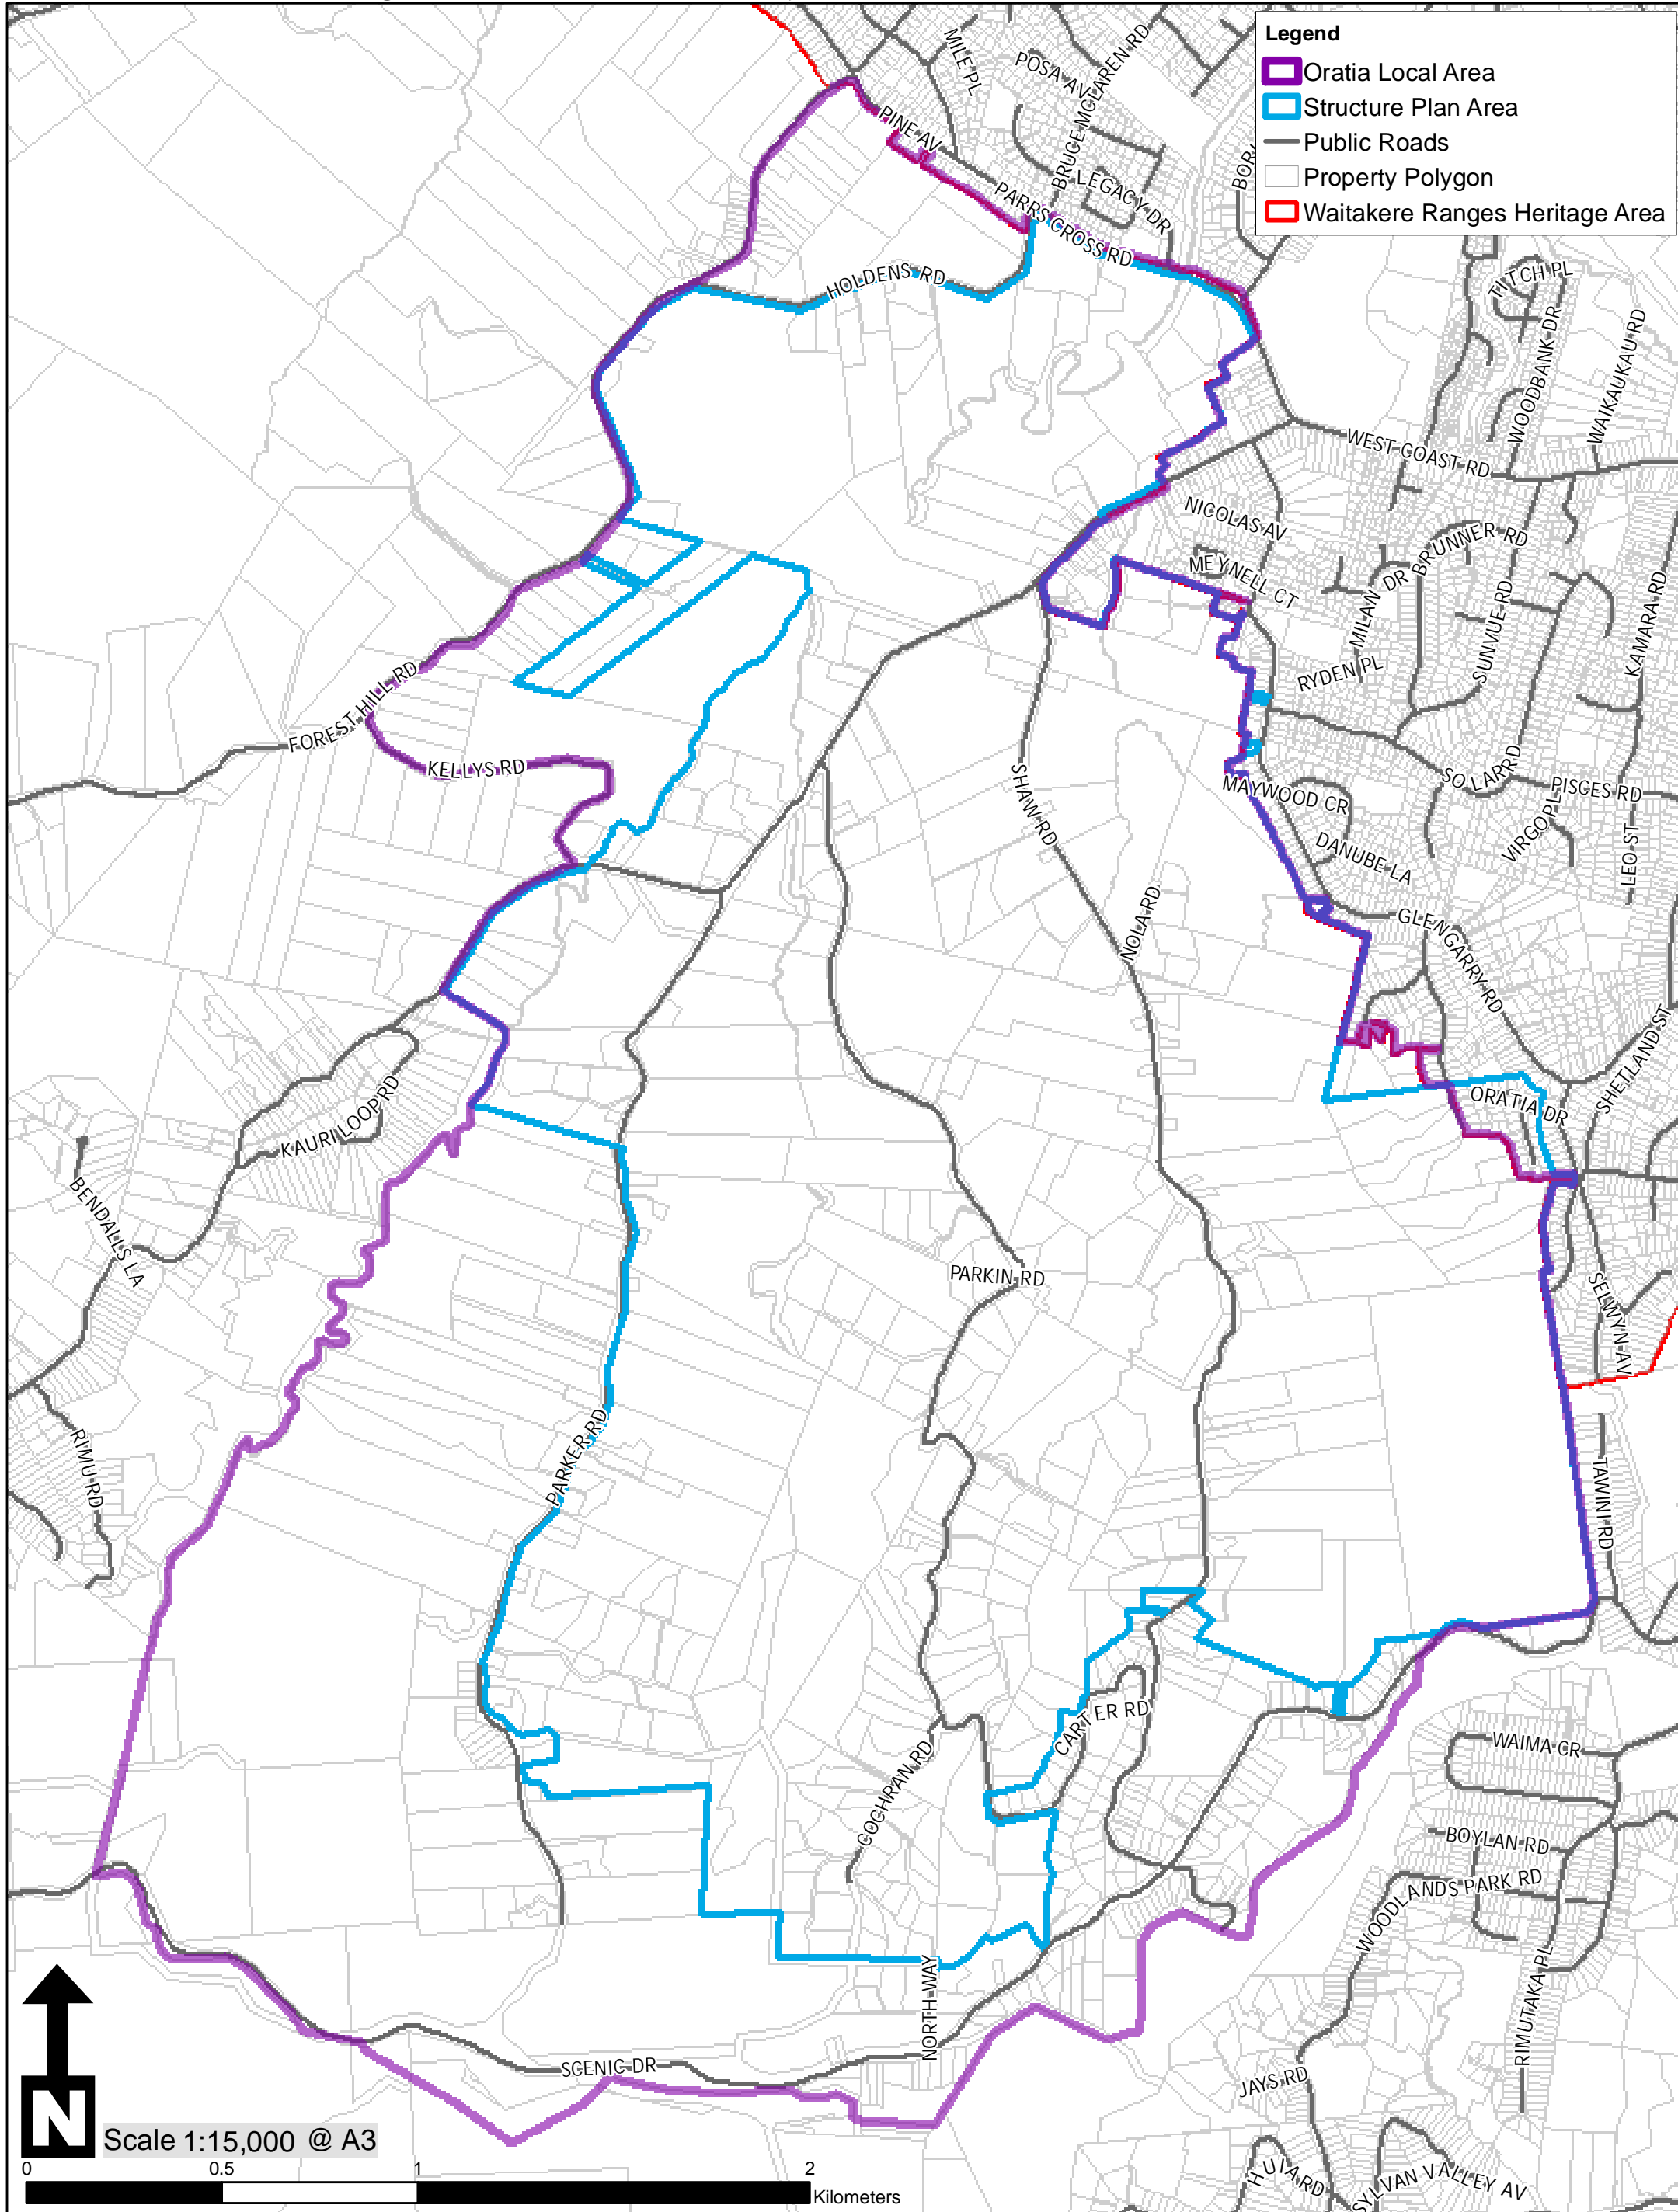 Legend
Oratia Local Area
Structure Plan Area
Public Roads
Property Polygon
Waitakere Ranges Heritage Area
MILE PL
POSA AV
BRUCE MCLAREN RD
PINE AV
LEGACY DR
PARRS CROSS RD
HOLDENS RD
TITCH PL
WOODBANK DR
WAIKAUKAU RD
WEST COAST RD
NICOLAS AV
MEYNELL CT
MILAN DR
BRUNNER RD
SUNVUE RD
KAMARA RD
RYDEN PL
FOREST HILL RD
KELLYS RD
SHAW RD
MAYWOOD CR
SOLAR RD
PISCES RD
VIRGO PL
LEO ST
DANUBE LA
NOLA RD
GLENGARRY RD
SHETLAND ST
ORATIA DR
KAURI LOOP RD
BENDALLS LA
PARKIN RD
SELWYN AV
RIMU RD
PARKER RD
TAWINI RD
CARTER RD
COCHRAN RD
WAIMA CR
BOYLAN RD
WOODLANDS PARK RD
NORTH WAY
RIMUTAKA PL
SCENIC DR
JAYS RD
HUIA RD
SYLVAN VALLEY AV
N
Scale 1:15,000 @ A3
0 0.5 1 2
Kilometers